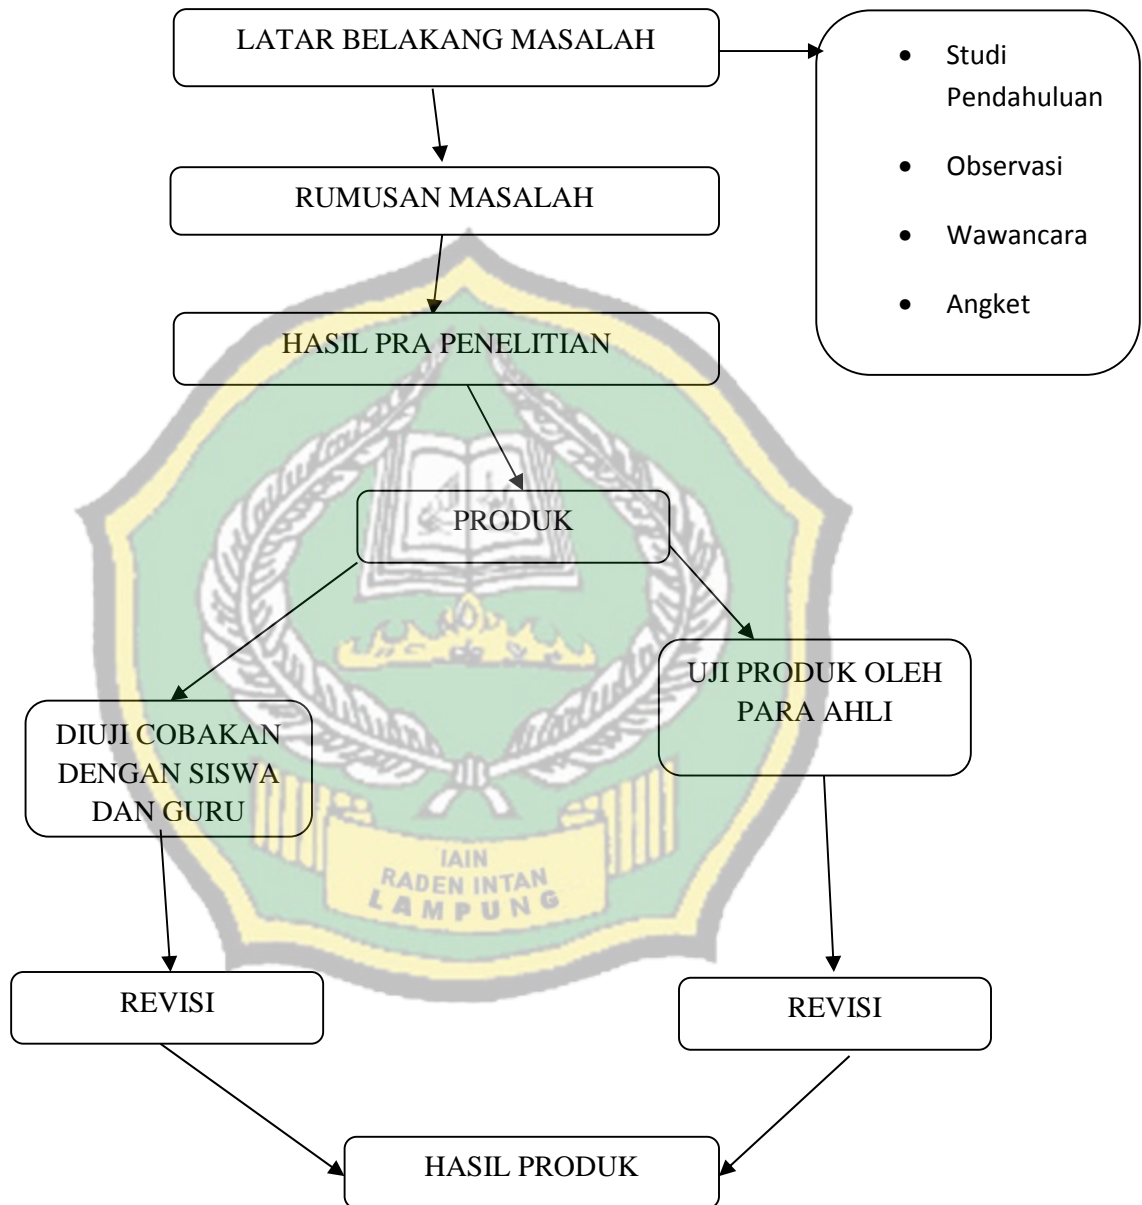 LATAR BELAKANG MASALAH
• Studi
Pendahuluan
• Observasi
• Wawancara
• Angket
RUMUSAN MASALAH
HASIL PRA PENELITIAN
PRODUK
UJI PRODUK OLEH
PARA AHLI
DIUJI COBAKAN
DENGAN SISWA
DAN GURU
IAIN
RADEN INTAN
LAMPUNG
REVISI
REVISI
HASIL PRODUK